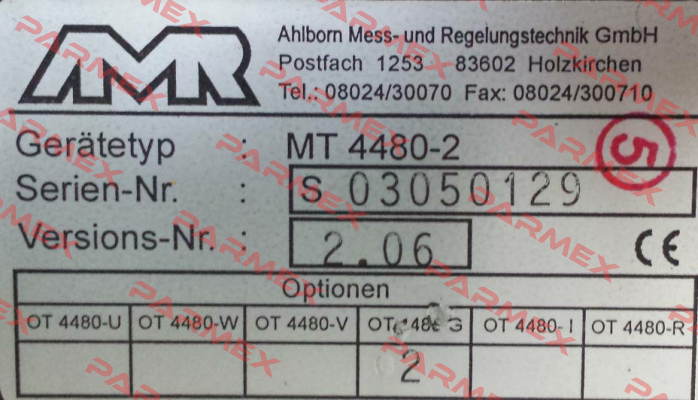 AMR
Ahlborn Mess- und Regelungstechnik GmbH
Postfach 1253 83602 Holzkirchen
Tel.: 08024/30070 Fax: 08024/300710
Gerätetyp : MT 4480-2
5
Serien-Nr. : S 03050129
Versions-Nr. : 2.06 CE
Optionen
OT 4480-U OT 4480-W OT 4480-V OT 4480-G OT 4480-I OT 4480-R
2
PARMEX